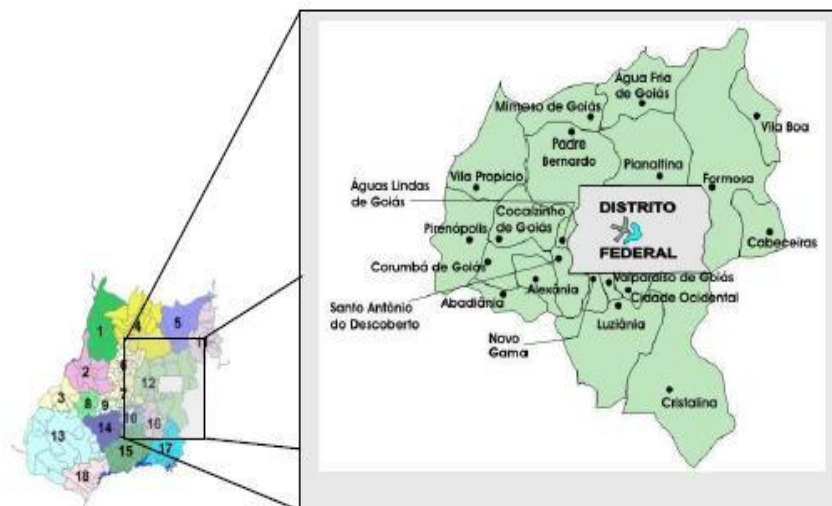 Água Fria
de Goiás
Mimoso de Goiás
Vila Boa
Padre
Bernardo
Planaltina
Vila Propício
Formosa
Águas Lindas
de Goiás
Cocalzinho
de Goiás
DISTRITO
FEDERAL
Pirenópolis
Cabeceiras
Corumbá de Goiás
Valparaíso de Goiás
Alexânia
Cidade Ocidental
Abadiânia
Santo Antônio
do Descoberto
Luziânia
Novo
Gama
Cristalina
1
4
5
11
6
2
12
7
3
8
9
10
13
14
16
15
17
18